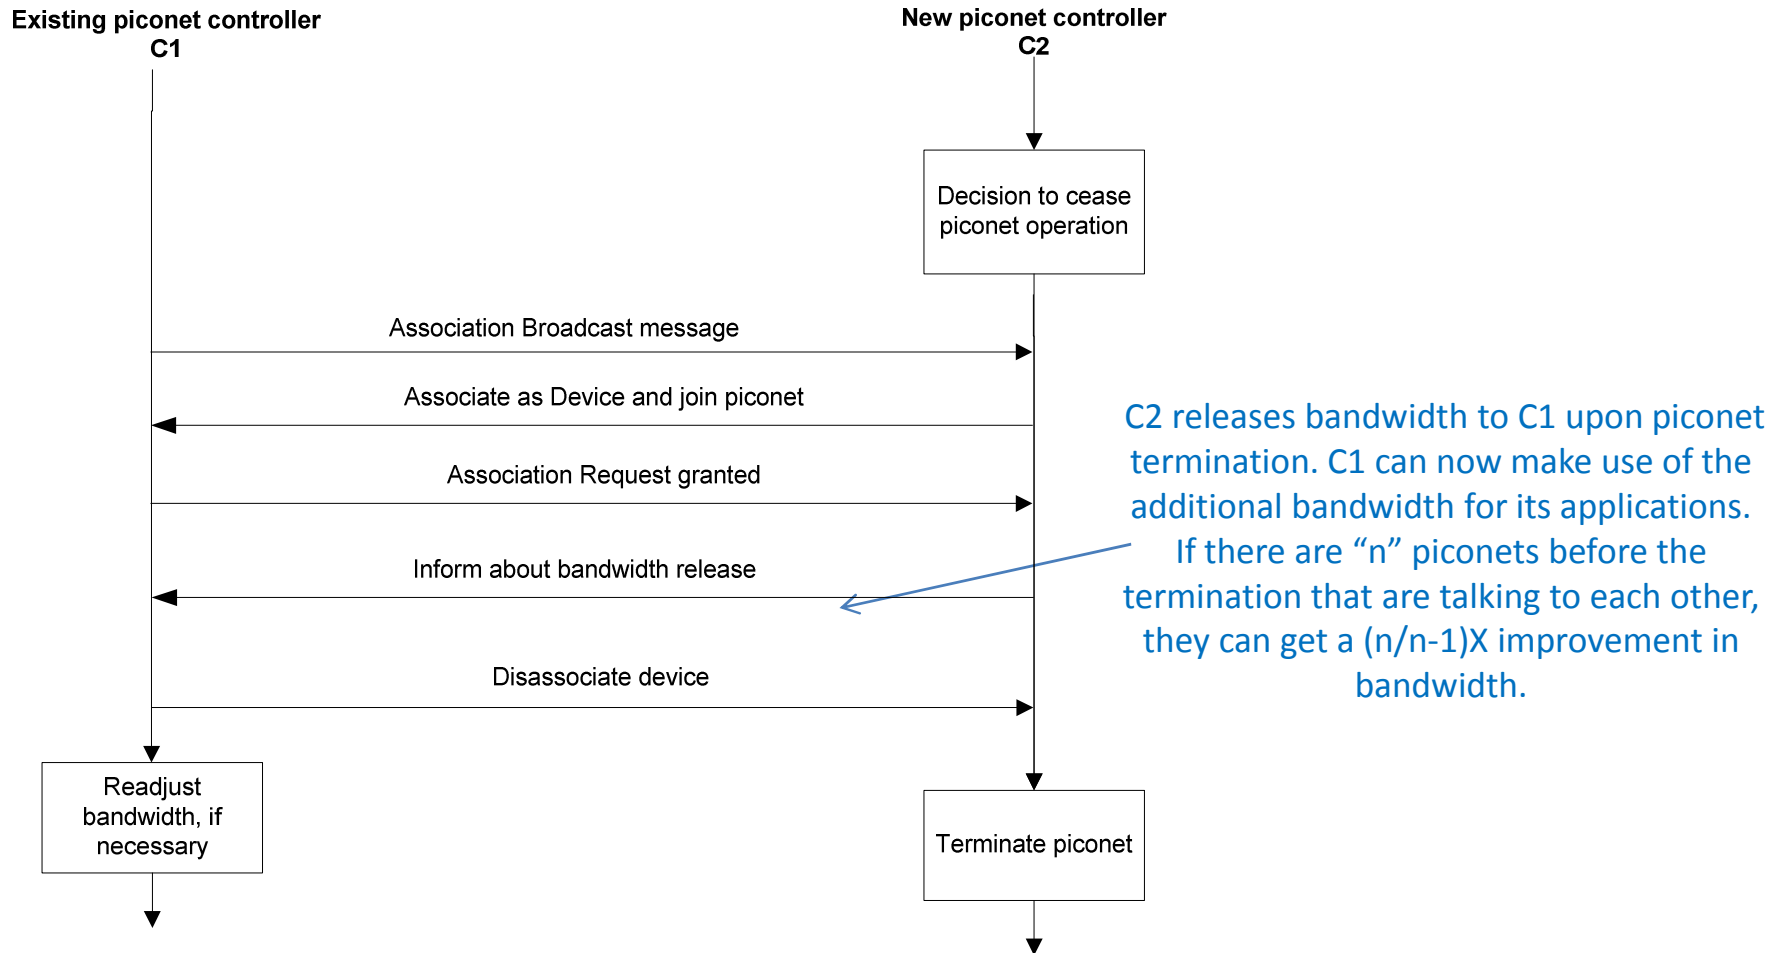 Existing piconet controller
C1
New piconet controller
C2
Decision to cease
piconet operation
Association Broadcast message
Associate as Device and join piconet
Association Request granted
Inform about bandwidth release
Disassociate device
C2 releases bandwidth to C1 upon piconet
termination. C1 can now make use of the
additional bandwidth for its applications.
If there are “n” piconets before the
termination that are talking to each other,
they can get a (n/n-1)X improvement in
bandwidth.
Readjust
bandwidth, if
necessary
Terminate piconet